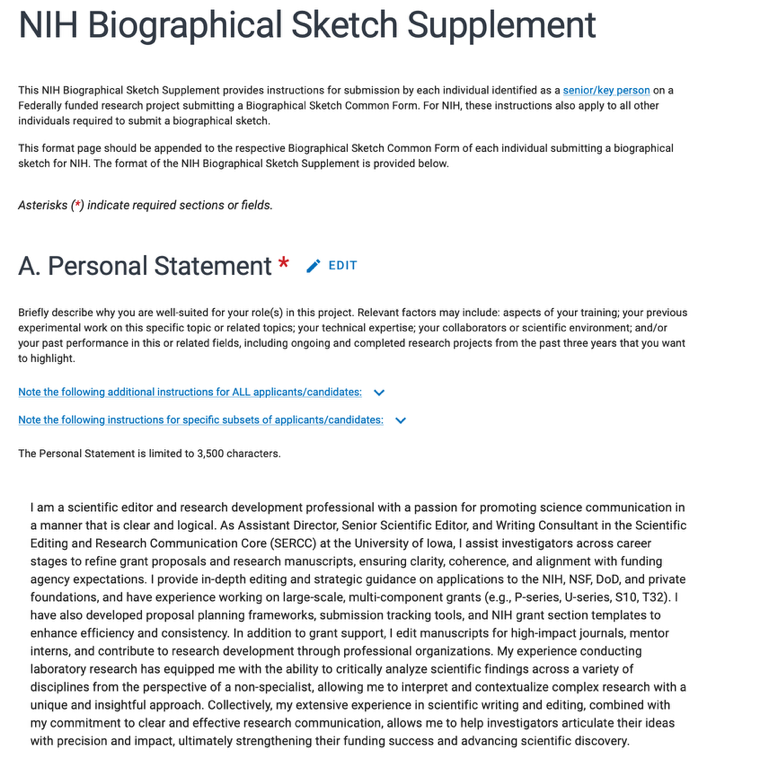 NIH Biographical Sketch Supplement
This NIH Biographical Sketch Supplement provides instructions for submission by each individual identified as a senior/key person on a
Federally funded research project submitting a Biographical Sketch Common Form. For NIH, these instructions also apply to all other
individuals required to submit a biographical sketch.
This format page should be appended to the respective Biographical Sketch Common Form of each individual submitting a biographical
sketch for NIH. The format of the NIH Biographical Sketch Supplement is provided below.
Asterisks (*) indicate required sections or fields.
A. Personal Statement * EDIT
Briefly describe why you are well-suited for your role(s) in this project. Relevant factors may include: aspects of your training; your previous
experimental work on this specific topic or related topics; your technical expertise; your collaborators or scientific environment; and/or
your past performance in this or related fields, including ongoing and completed research projects from the past three years that you want
to highlight.
Note the following additional instructions for ALL applicants/candidates:
Note the following instructions for specific subsets of applicants/candidates:
The Personal Statement is limited to 3,500 characters.
I am a scientific editor and research development professional with a passion for promoting science communication in
a manner that is clear and logical. As Assistant Director, Senior Scientific Editor, and Writing Consultant in the Scientific
Editing and Research Communication Core (SERCC) at the University of Iowa, I assist investigators across career
stages to refine grant proposals and research manuscripts, ensuring clarity, coherence, and alignment with funding
agency expectations. I provide in-depth editing and strategic guidance on applications to the NIH, NSF, DoD, and private
foundations, and have experience working on large-scale, multi-component grants (e.g., P-series, U-series, S10, T32). I
have also developed proposal planning frameworks, submission tracking tools, and NIH grant section templates to
enhance efficiency and consistency. In addition to grant support, I edit manuscripts for high-impact journals, mentor
interns, and contribute to research development through professional organizations. My experience conducting
laboratory research has equipped me with the ability to critically analyze scientific findings across a variety of
disciplines from the perspective of a non-specialist, allowing me to interpret and contextualize complex research with a
unique and insightful approach. Collectively, my extensive experience in scientific writing and editing, combined with
my commitment to clear and effective research communication, allows me to help investigators articulate their ideas
with precision and impact, ultimately strengthening their funding success and advancing scientific discovery.